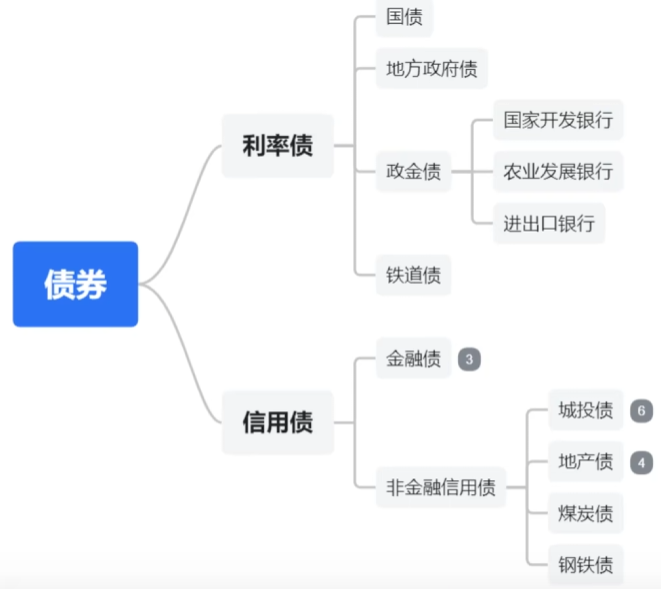 国债
地方政府债
国家开发银行
利率债
政金债
农业发展银行
进出口银行
铁道债
债券
金融债 3
城投债 6
信用债
地产债 4
非金融信用债
煤炭债
钢铁债